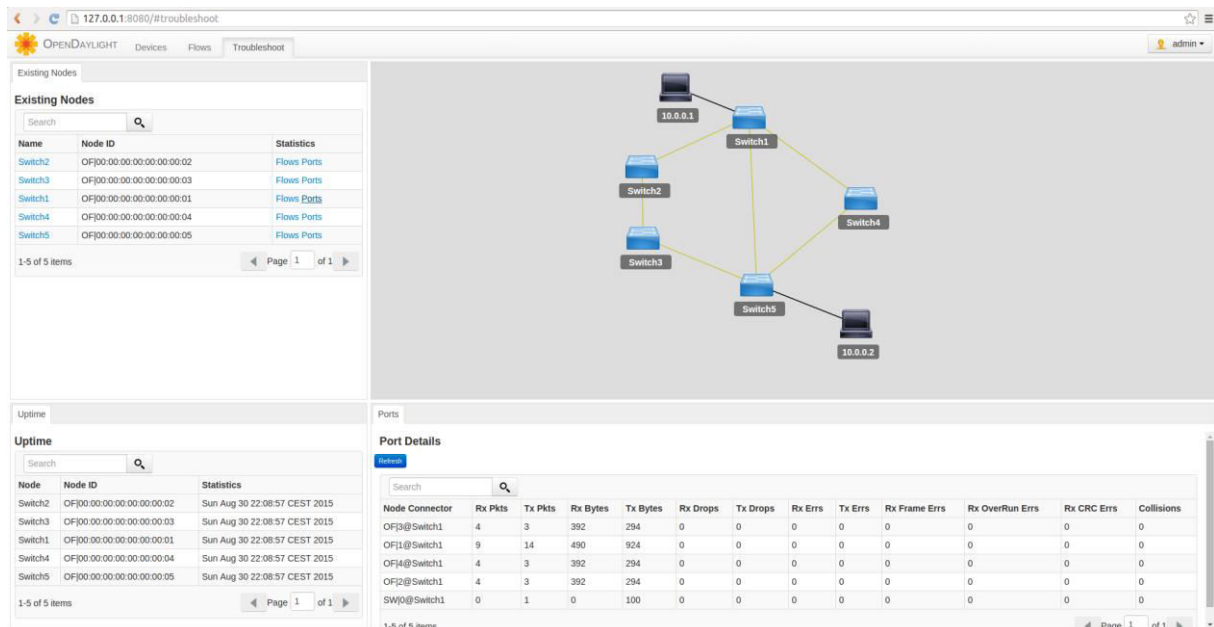 127.0.0.1:8080/#troubleshoot
OPENDAYLIGHT Devices Flows Troubleshoot admin
Existing Nodes
Existing Nodes
Search
Name Node ID Statistics
Switch2 OF|00:00:00:00:00:00:00:02 Flows Ports
Switch3 OF|00:00:00:00:00:00:00:03 Flows Ports
Switch1 OF|00:00:00:00:00:00:00:01 Flows Ports
Switch4 OF|00:00:00:00:00:00:00:04 Flows Ports
Switch5 OF|00:00:00:00:00:00:00:05 Flows Ports
1-5 of 5 items Page 1 of 1
10.0.0.1
Switch1
Switch2
Switch4
Switch3
Switch5
10.0.0.2
Uptime
Uptime
Search
Node Node ID Statistics
Switch2 OF|00:00:00:00:00:00:00:02 Sun Aug 30 22:08:57 CEST 2015
Switch3 OF|00:00:00:00:00:00:00:03 Sun Aug 30 22:08:57 CEST 2015
Switch1 OF|00:00:00:00:00:00:00:01 Sun Aug 30 22:08:57 CEST 2015
Switch4 OF|00:00:00:00:00:00:00:04 Sun Aug 30 22:08:57 CEST 2015
Switch5 OF|00:00:00:00:00:00:00:05 Sun Aug 30 22:08:57 CEST 2015
1-5 of 5 items Page 1 of 1
Ports
Port Details
Refresh
Search
Node Connector Rx Pkts Tx Pkts Rx Bytes Tx Bytes Rx Drops Tx Drops Rx Errs Tx Errs Rx Frame Errs Rx OverRun Errs Rx CRC Errs Collisions
OF|3@Switch1 4 3 392 294 0 0 0 0 0 0 0 0
OF|1@Switch1 9 14 490 924 0 0 0 0 0 0 0 0
OF|4@Switch1 4 3 392 294 0 0 0 0 0 0 0 0
OF|2@Switch1 4 3 392 294 0 0 0 0 0 0 0 0
SW|0@Switch1 0 1 0 100 0 0 0 0 0 0 0 0
1-5 of 5 items Page 1 of 1